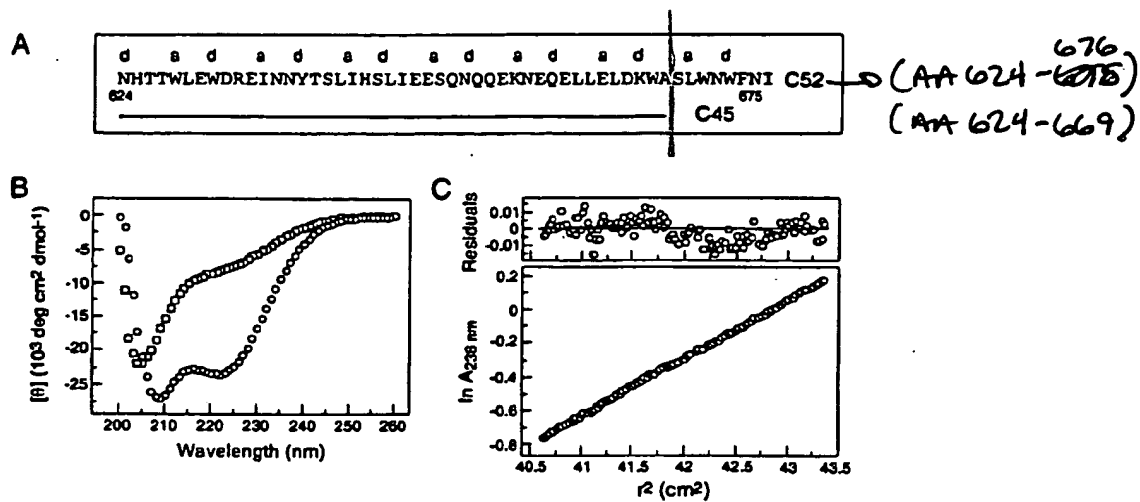 A
d a d a d a d a d a d a d a d
NHTTWLEWDREINNYTSLIHSLIEESQNQQEKNEQELLELDKWASLWNWFNI C52
624 675
C45
676
(AA 624-
(AA 624-669)
B
[θ] (10³ deg cm² dmol-¹)
0
-5
-10
-15
-20
-25
200 210 220 230 240 250 260
Wavelength (nm)
C
Residuals
0.01
0
-0.01
ln A238 nm
0.2
0
-0.2
-0.4
-0.6
-0.8
40.5 41 41.5 42 42.5 43 43.5
r² (cm²)